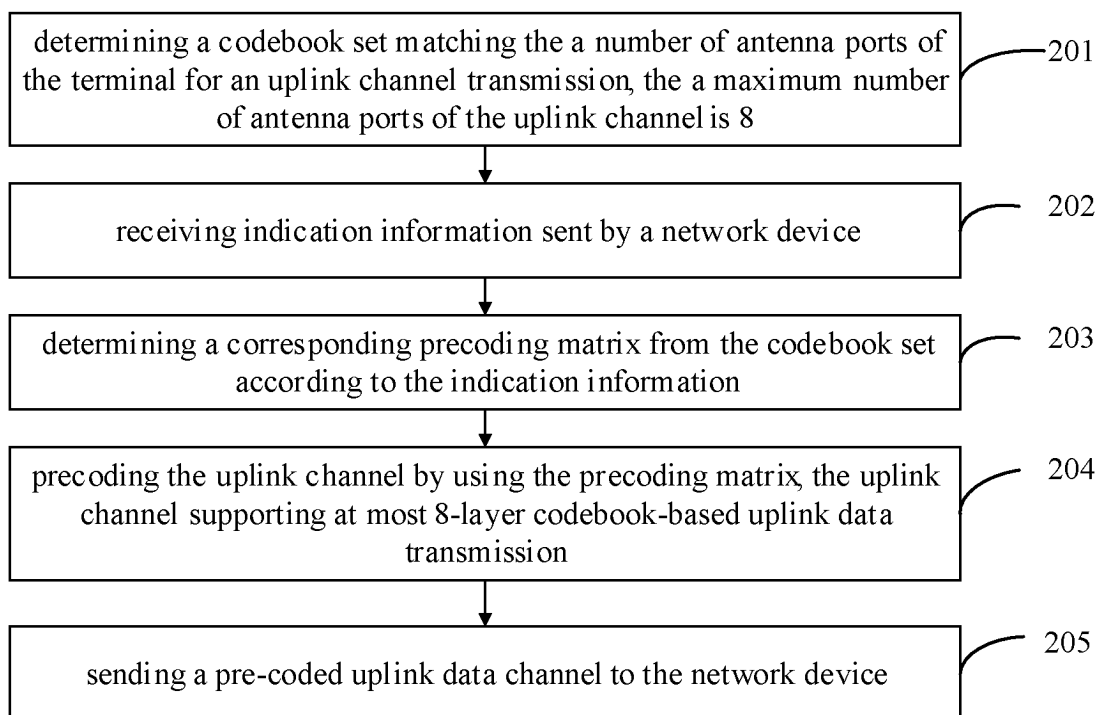 determining a codebook set matching the a number of antenna ports of
the terminal for an uplink channel transmission, the a maximum number
of antenna ports of the uplink channel is 8
201
receiving indication information sent by a network device
202
determining a corresponding precoding matrix from the codebook set
according to the indication information
203
precoding the uplink channel by using the precoding matrix, the uplink
channel supporting at most 8-layer codebook-based uplink data
transmission
204
sending a pre-coded uplink data channel to the network device
205